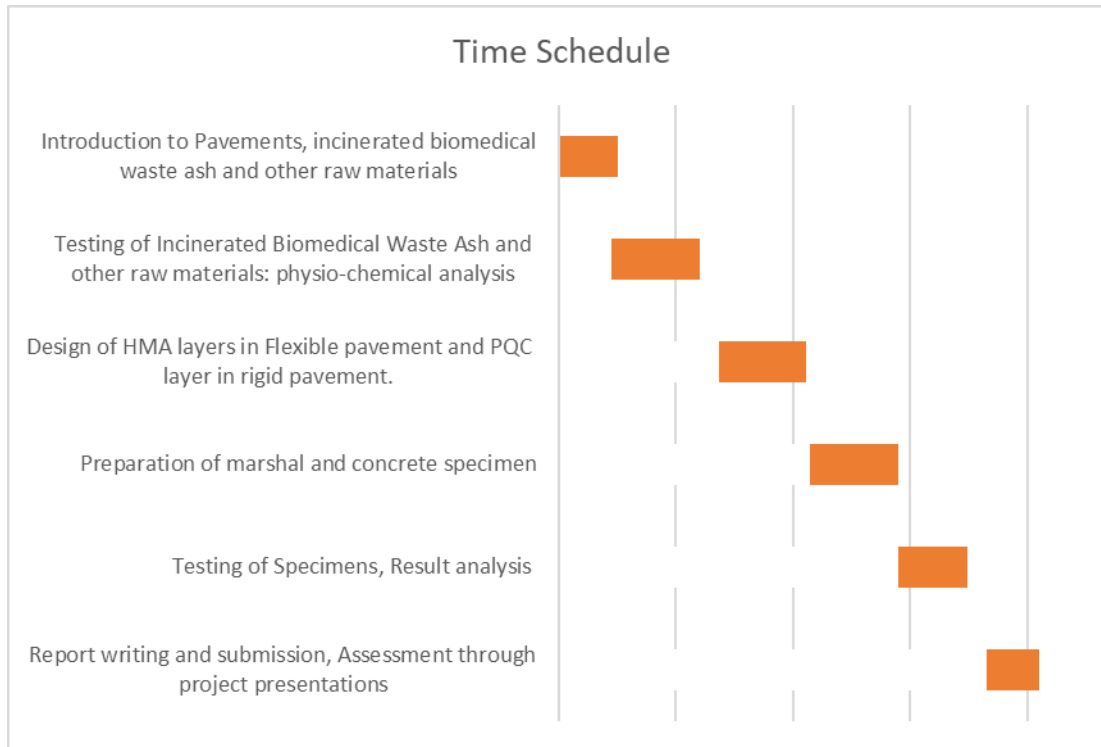 Time Schedule
Introduction to Pavements, incinerated biomedical
waste ash and other raw materials
Testing of Incinerated Biomedical Waste Ash and
other raw materials: physio-chemical analysis
Design of HMA layers in Flexible pavement and PQC
layer in rigid pavement.
Preparation of marshal and concrete specimen
Testing of Specimens, Result analysis
Report writing and submission, Assessment through
project presentations